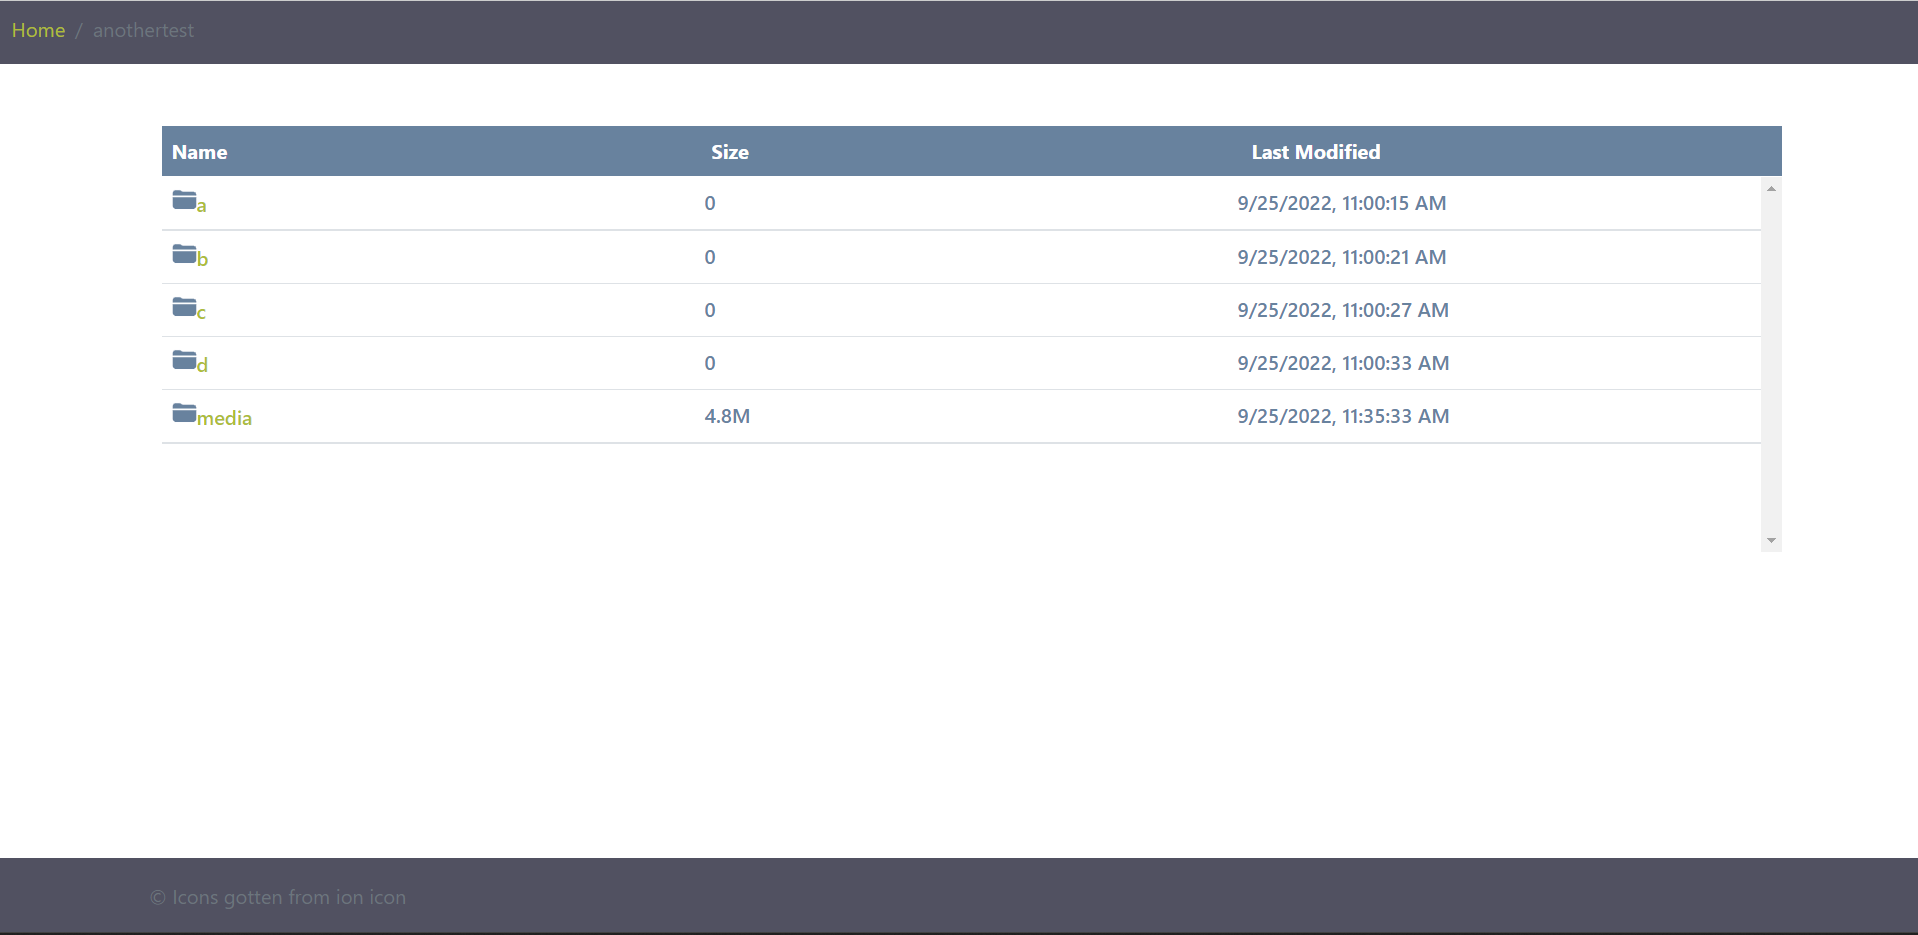 Home / anothertest
Name Size Last Modified
a 0 9/25/2022, 11:00:15 AM
b 0 9/25/2022, 11:00:21 AM
c 0 9/25/2022, 11:00:27 AM
d 0 9/25/2022, 11:00:33 AM
media 4.8M 9/25/2022, 11:35:33 AM
© Icons gotten from ion icon